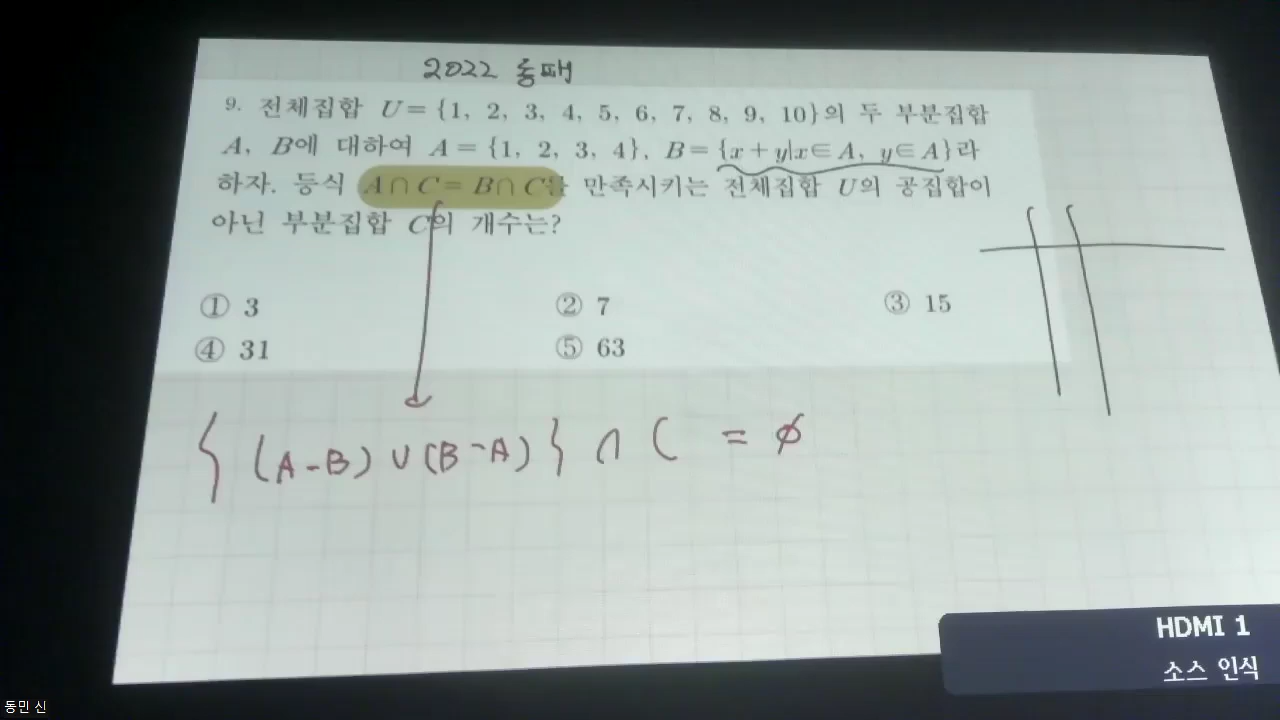 2022 동패
9. 전체집합 U = {1, 2, 3, 4, 5, 6, 7, 8, 9, 10}의 두 부분집합
A, B에 대하여 A = {1, 2, 3, 4}, B = {x+y|x∈A, y∈A}라
하자. 등식 A∩C = B∩C를 만족시키는 전체집합 U의 공집합이
아닌 부분집합 C의 개수는?
① 3 ② 7 ③ 15
④ 31 ⑤ 63
{ (A-B) ∪ (B-A) } ∩ C = ∅
HDMI 1
소스 인식
동민 신